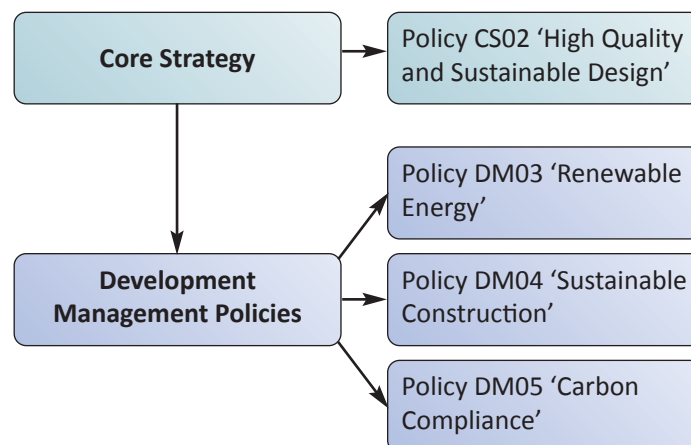 Core Strategy
Policy CS02 ‘High Quality
and Sustainable Design’
Policy DM03 ‘Renewable
Energy’
Development
Management Policies
Policy DM04 ‘Sustainable
Construction’
Policy DM05 ‘Carbon
Compliance’